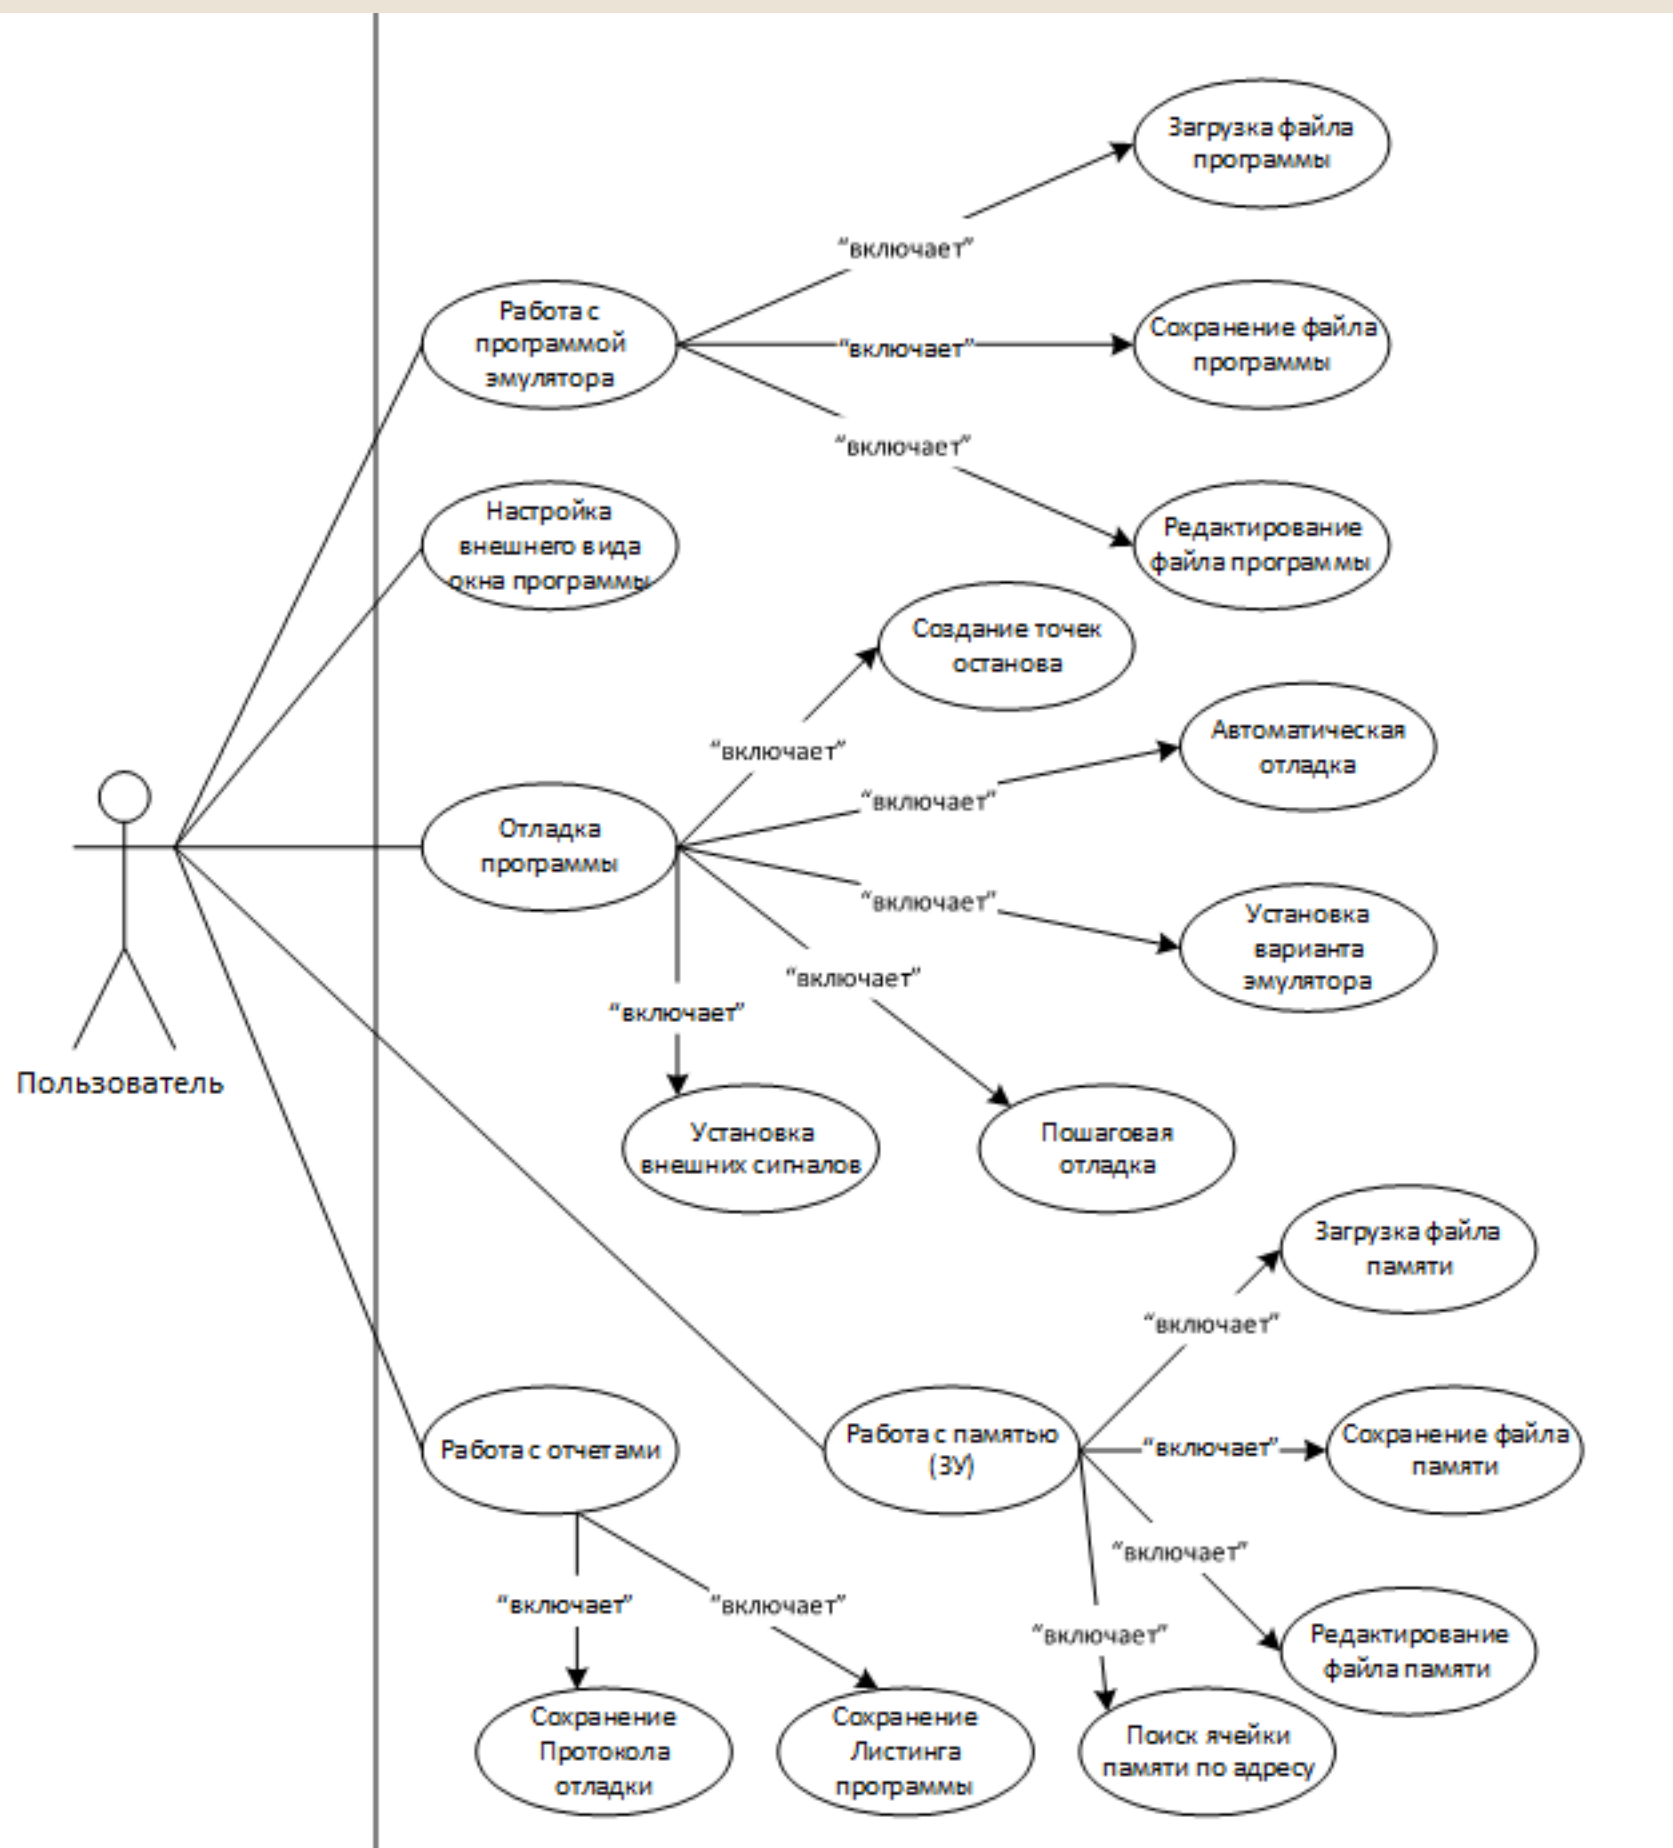 Загрузка файла
программы
“включает”
Работа с
программой
эмулятора
“включает”
Сохранение файла
программы
“включает”
Настройка
внешнего вида
окна программы
Редактирование
файла программы
Создание точек
останова
“включает”
Автоматическая
отладка
“включает”
Отладка
программы
“включает”
Установка
варианта
эмулятора
“включает”
“включает”
Пользователь
Установка
внешних сигналов
Пошаговая
отладка
Загрузка файла
памяти
“включает”
Работа с отчетами
Работа с памятью
(ЗУ)
“включает”
Сохранение файла
памяти
“включает”
“включает”
“включает”
“включает”
Редактирование
файла памяти
Сохранение
Протокола
отладки
Сохранение
Листинга
программы
Поиск ячейки
памяти по адресу